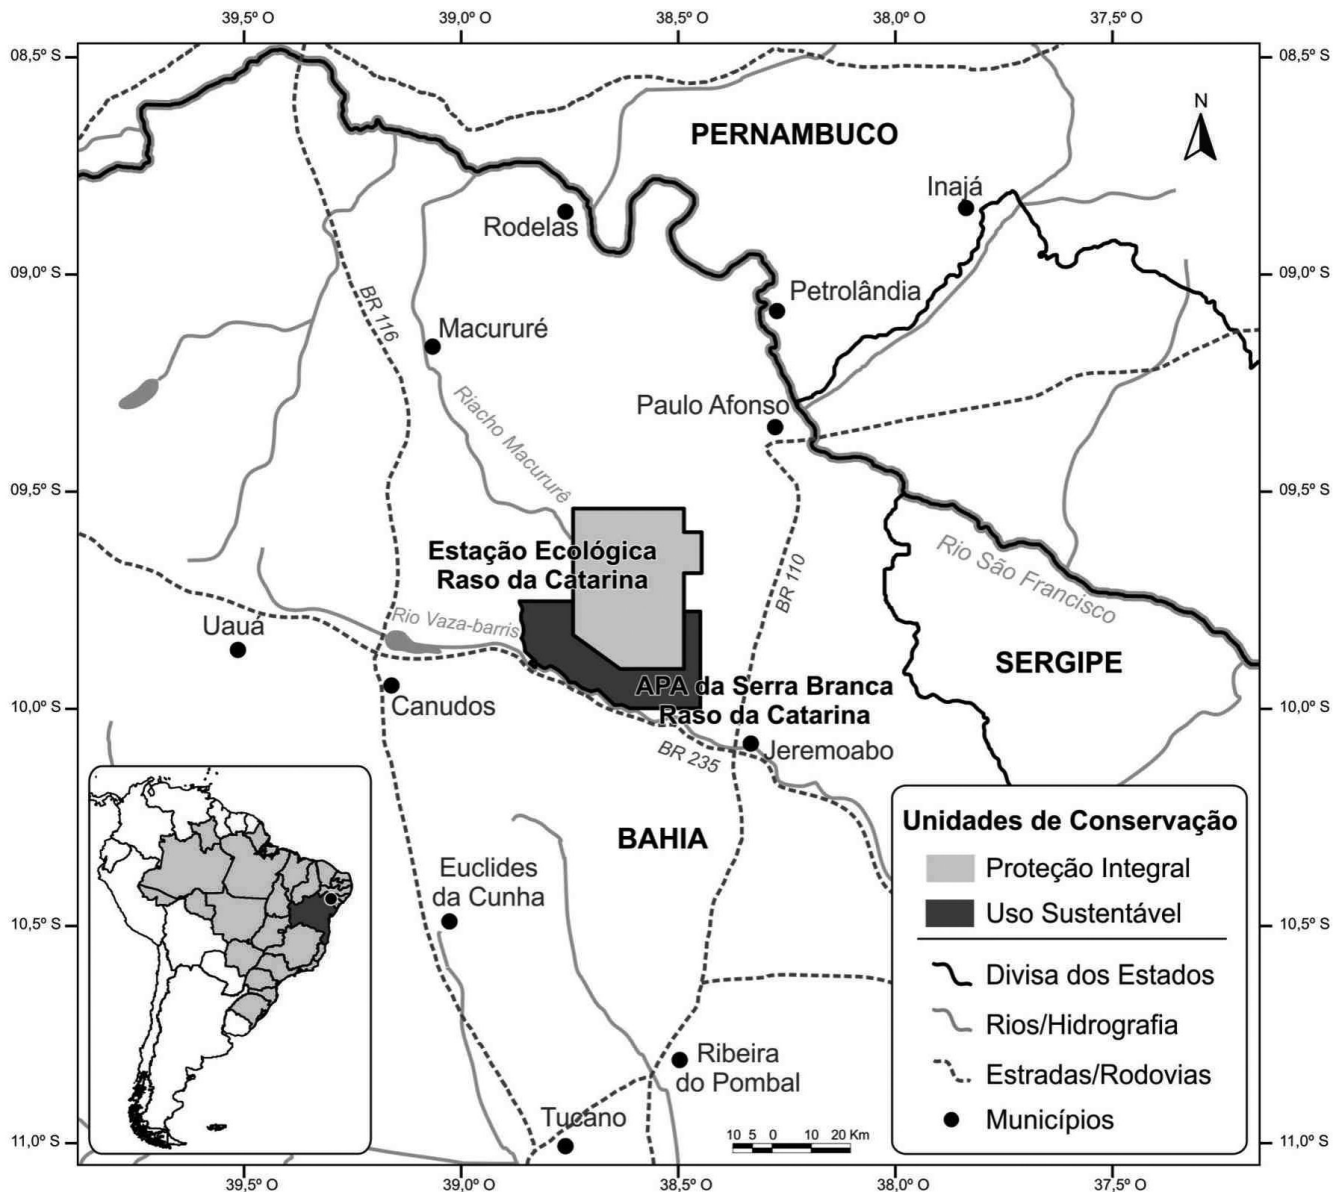 39,5º O
39,0º O
38,5º O
38,0º O
37,5º O
08,5º S
08,5º S
N
PERNAMBUCO
Inajá
Rodelas
09,0º S
09,0º S
Petrolândia
BR 116
Macururé
Paulo Afonso
Riacho Macururê
09,5º S
09,5º S
Estação Ecológica
Raso da Catarina
BR 110
Rio São Francisco
Rio Vaza-barris
Uauá
SERGIPE
APA da Serra Branca
Raso da Catarina
Canudos
10,0º S
10,0º S
BR 235
Jeremoabo
BAHIA
Unidades de Conservação
Proteção Integral
Uso Sustentável
Euclides
da Cunha
10,5º S
10,5º S
Divisa dos Estados
Rios/Hidrografia
Estradas/Rodovias
Municípios
Ribeira
do Pombal
Tucano
10 5 0 10 20 Km
11,0º S
11,0º S
39,5º O
39,0º O
38,5º O
38,0º O
37,5º O